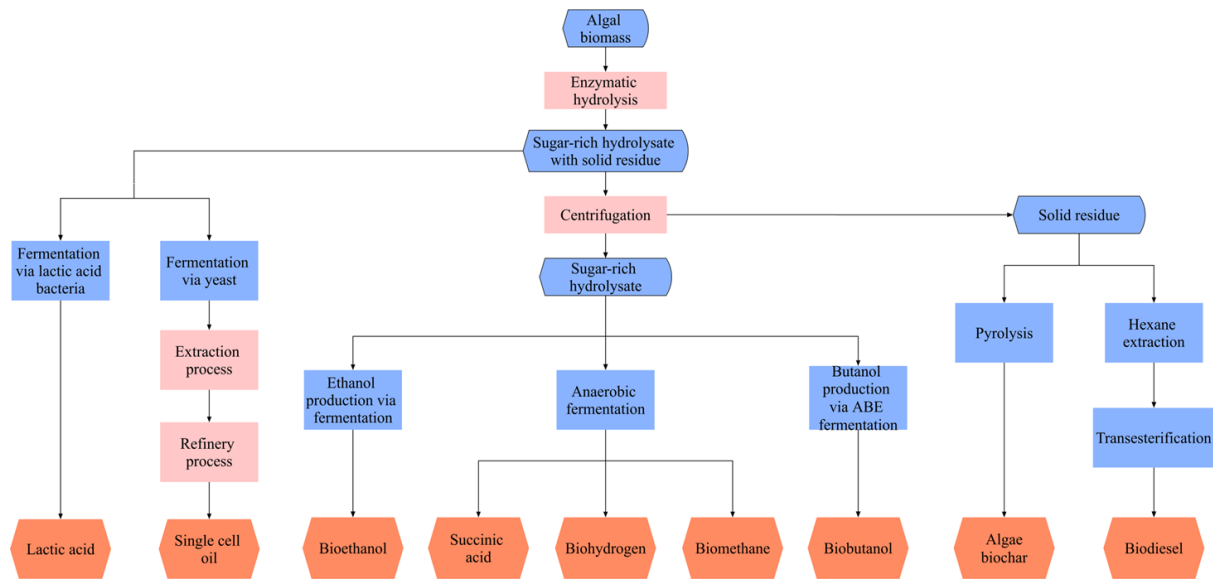 Algal
biomass
Enzymatic
hydrolysis
Sugar-rich hydrolysate
with solid residue
Centrifugation
Solid residue
Fermentation
via lactic acid
bacteria
Fermentation
via yeast
Sugar-rich
hydrolysate
Pyrolysis
Hexane
extraction
Extraction
process
Ethanol
production via
fermentation
Anaerobic
fermentation
Butanol
production
via ABE
fermentation
Refinery
process
Transesterification
Lactic acid
Single cell
oil
Bioethanol
Succinic
acid
Biohydrogen
Biomethane
Biobutanol
Algae
biochar
Biodiesel